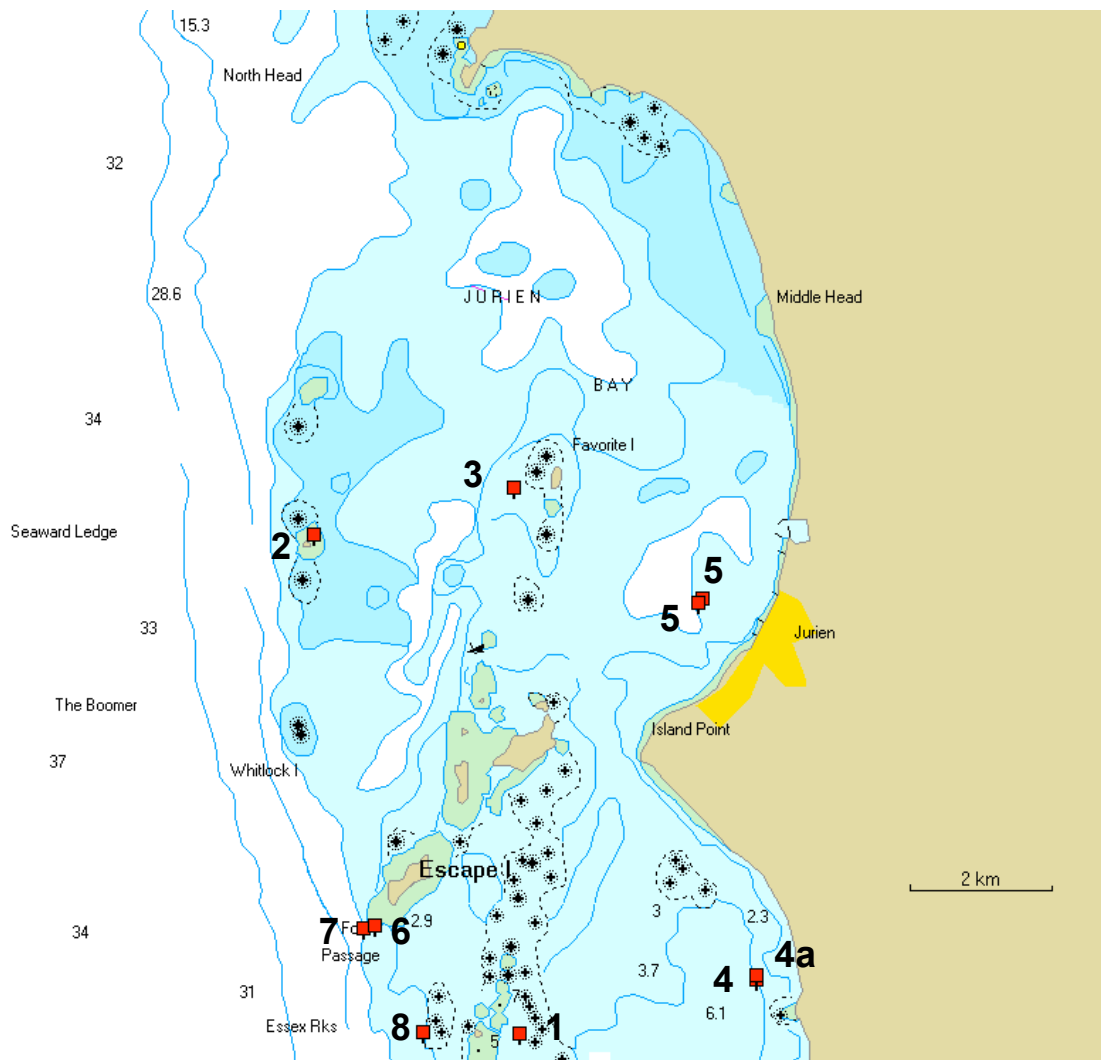 15.3
North Head
32
28.6
JURIEN
Middle Head
BAY
34
Favorite I
3
Seaward Ledge
2
5
5
33
Jurien
The Boomer
Island Point
37
Whitlock I
Escape I
2 km
3
2.3
2.9
7
6
34
Passage
4a
3.7
4
31
6.1
Essex Rks
8
5
1